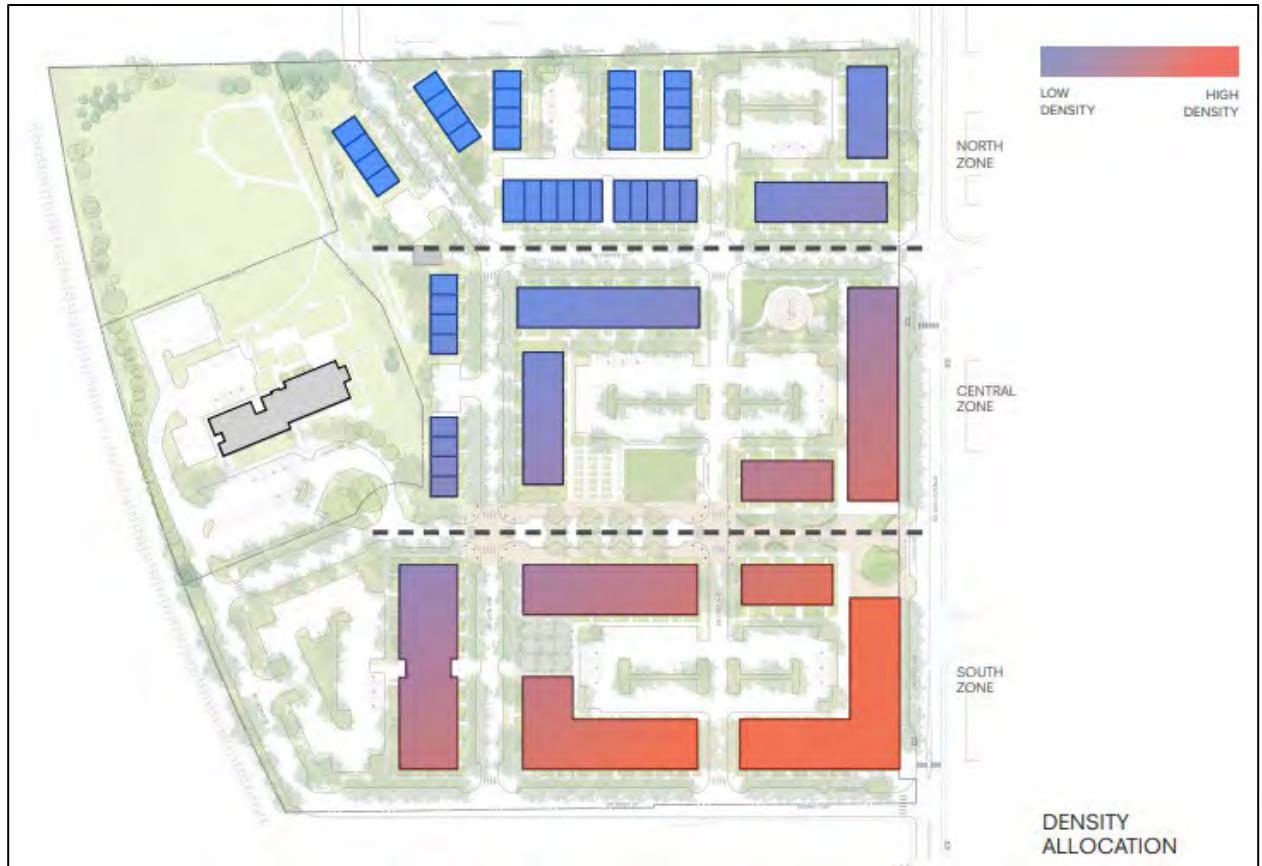 LOW
DENSITY
HIGH
DENSITY
NORTH
ZONE
CENTRAL
ZONE
SOUTH
ZONE
DENSITY
ALLOCATION